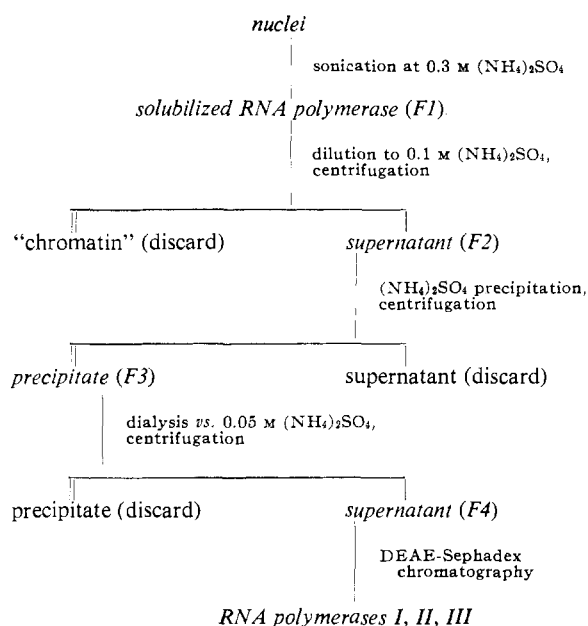 nuclei
sonication at 0.3 M (NH₄)₂SO₄
solubilized RNA polymerase (F1)
dilution to 0.1 M (NH₄)₂SO₄,
centrifugation
“chromatin” (discard)
supernatant (F2)
(NH₄)₂SO₄ precipitation,
centrifugation
precipitate (F3)
supernatant (discard)
dialysis vs. 0.05 M (NH₄)₂SO₄,
centrifugation
precipitate (discard)
supernatant (F4)
DEAE-Sephadex
chromatography
RNA polymerases I, II, III